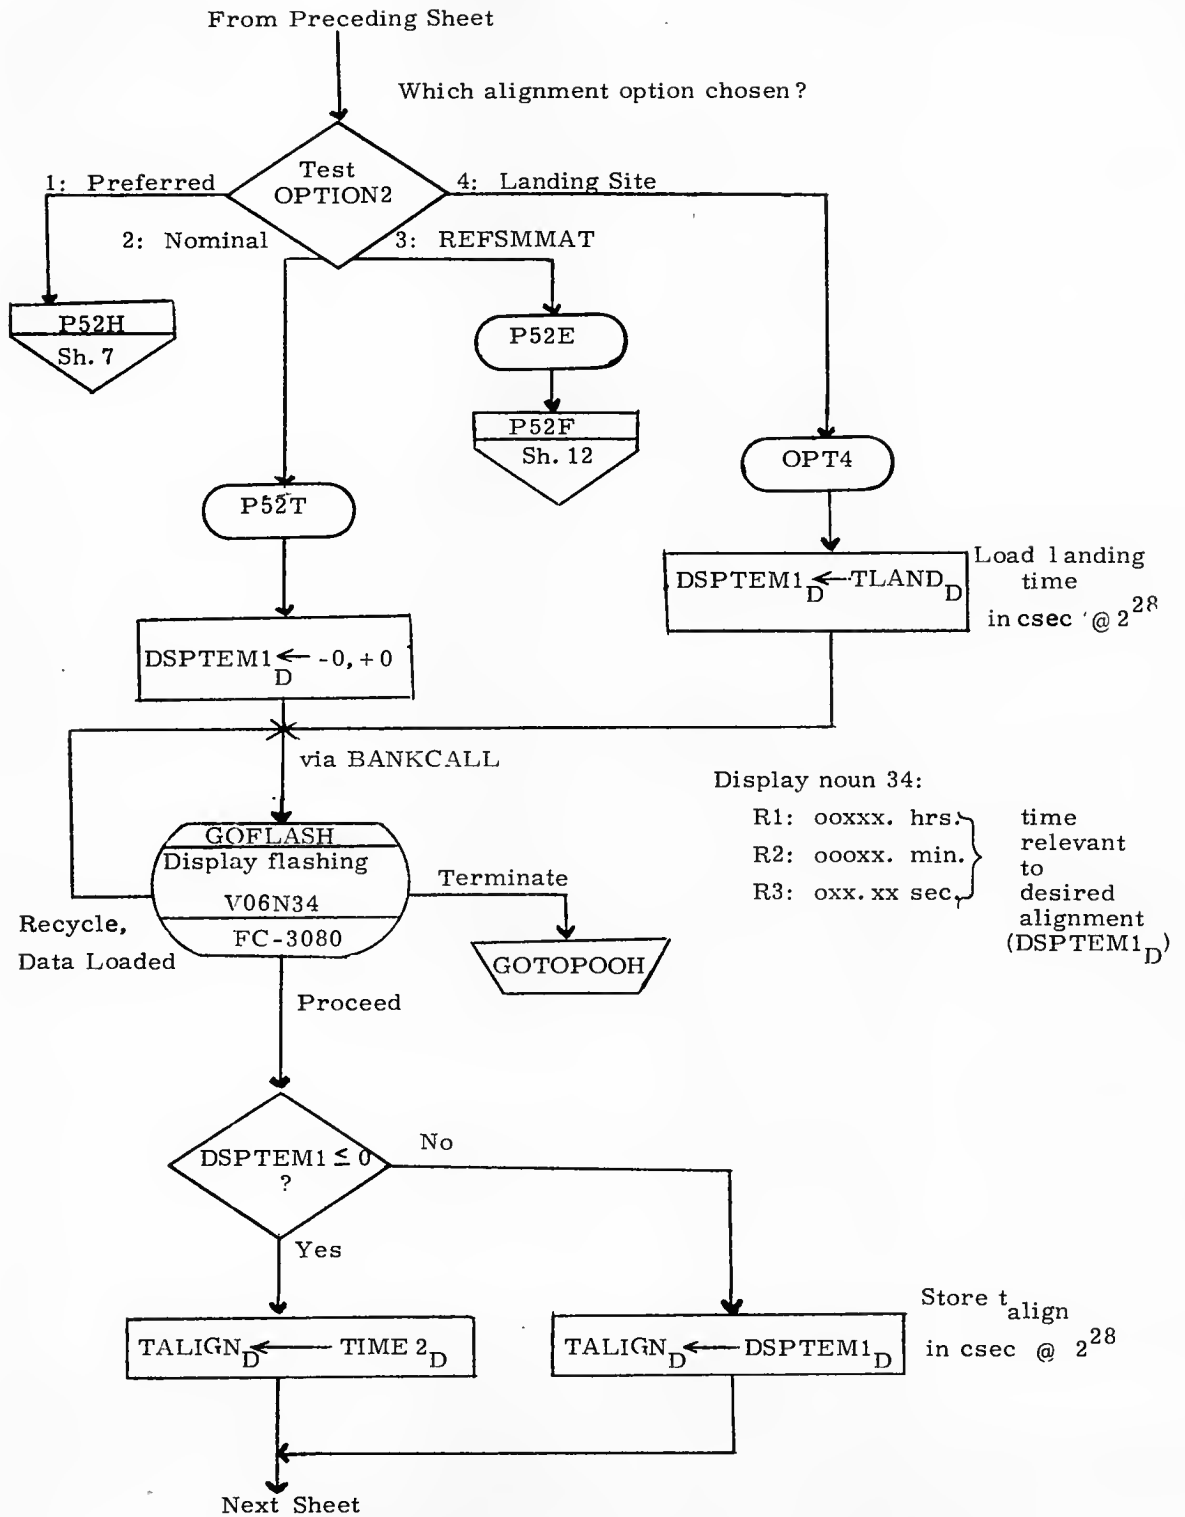 From Preceding Sheet
Which alignment option chosen?
Test
OPTION2
1: Preferred
4: Landing Site
2: Nominal
3: REFSMMAT
P52H
Sh. 7
P52E
P52F
Sh. 12
OPT4
P52T
DSPTEM1D ← TLANDD
Load landing
time
in csec @ 2^28
DSPTEM1D ← -0, +0
via BANKCALL
Display noun 34:
R1: ooxxx. hrs.
R2: oooxx. min.
R3: oxx.xx sec.
time
relevant
to
desired
alignment
(DSPTEM1D)
GOFLASH
Display flashing
V06N34
FC-3080
Terminate
GOTOPOOH
Recycle,
Data Loaded
Proceed
DSPTEM1 ≤ 0
?
No
Yes
TALIGND ← TIME 2D
TALIGND ← DSPTEM1D
Store talign
in csec @ 2^28
Next Sheet